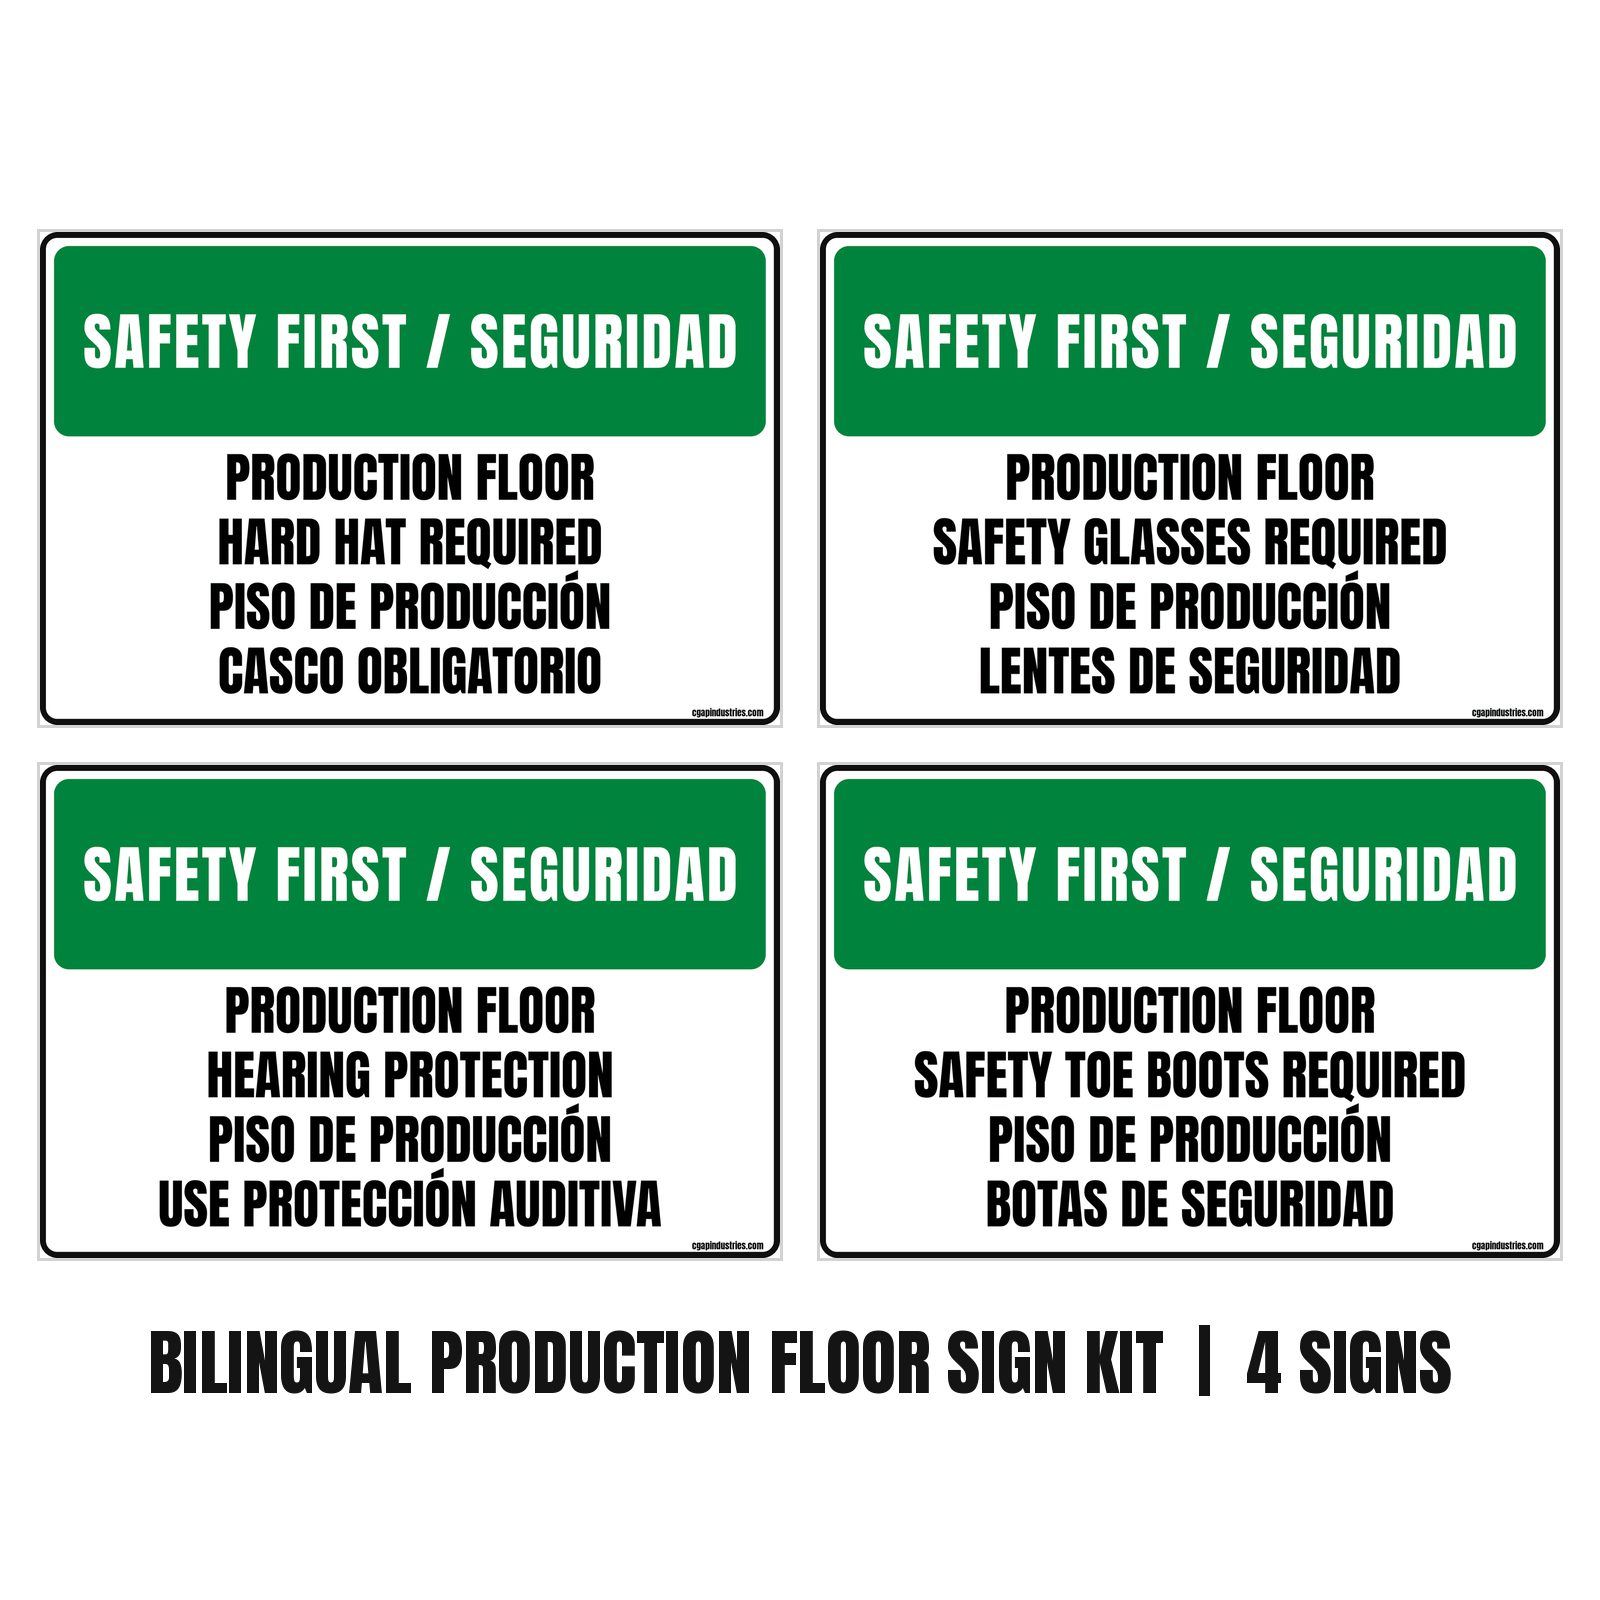 SAFETY FIRST / SEGURIDAD
PRODUCTION FLOOR
HARD HAT REQUIRED
PISO DE PRODUCCIÓN
CASCO OBLIGATORIO
cgapindustries.com
SAFETY FIRST / SEGURIDAD
PRODUCTION FLOOR
SAFETY GLASSES REQUIRED
PISO DE PRODUCCIÓN
LENTES DE SEGURIDAD
cgapindustries.com
SAFETY FIRST / SEGURIDAD
PRODUCTION FLOOR
HEARING PROTECTION
PISO DE PRODUCCIÓN
USE PROTECCIÓN AUDITIVA
cgapindustries.com
SAFETY FIRST / SEGURIDAD
PRODUCTION FLOOR
SAFETY TOE BOOTS REQUIRED
PISO DE PRODUCCIÓN
BOTAS DE SEGURIDAD
cgapindustries.com
BILINGUAL PRODUCTION FLOOR SIGN KIT | 4 SIGNS